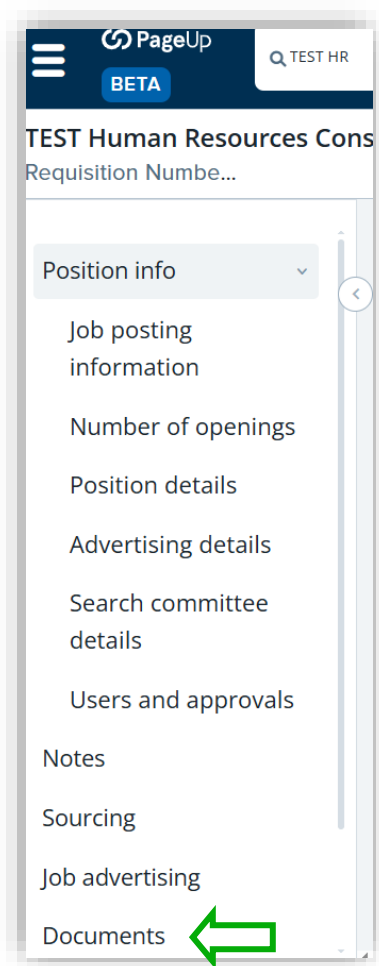 PageUp
BETA
TEST HR
TEST Human Resources Cons
Requisition Numbe...
Position info
Job posting
information
Number of openings
Position details
Advertising details
Search committee
details
Users and approvals
Notes
Sourcing
Job advertising
Documents